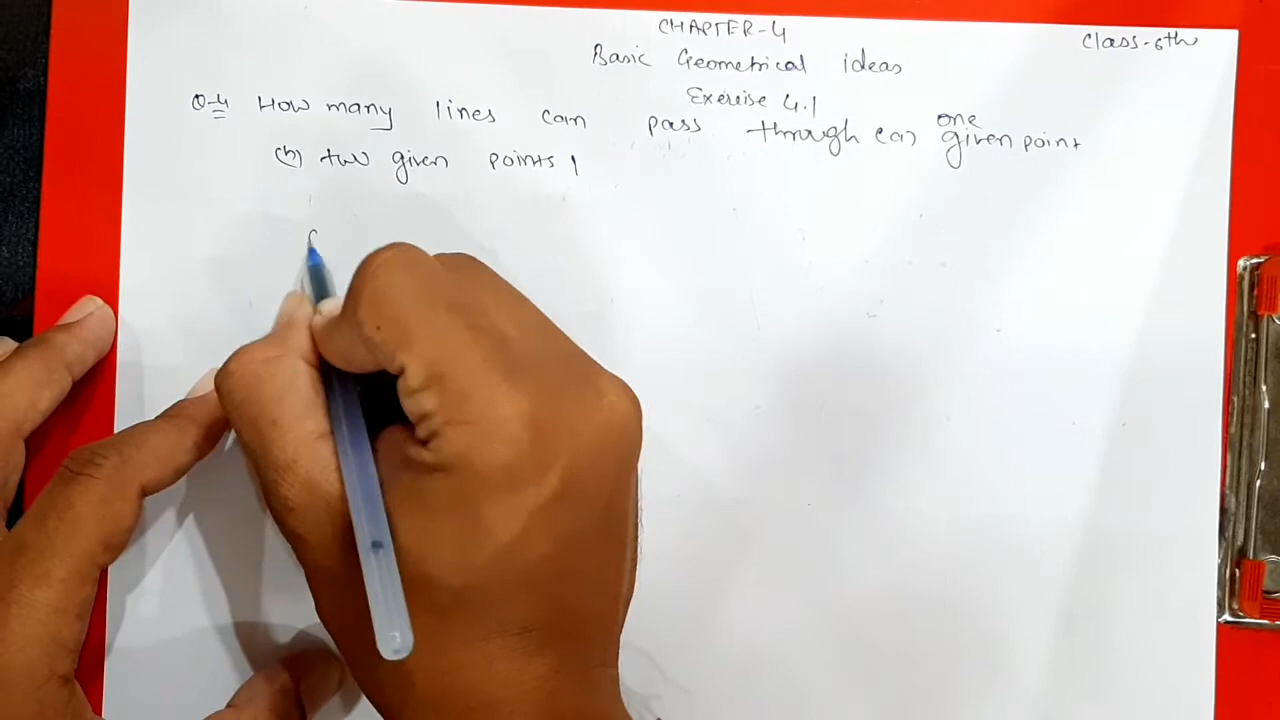 CHAPTER-4
Class-6th
Basic Geometrical ideas
Exercise 4.1
Q-4 How many lines can pass through (a) one given point
(b) two given points